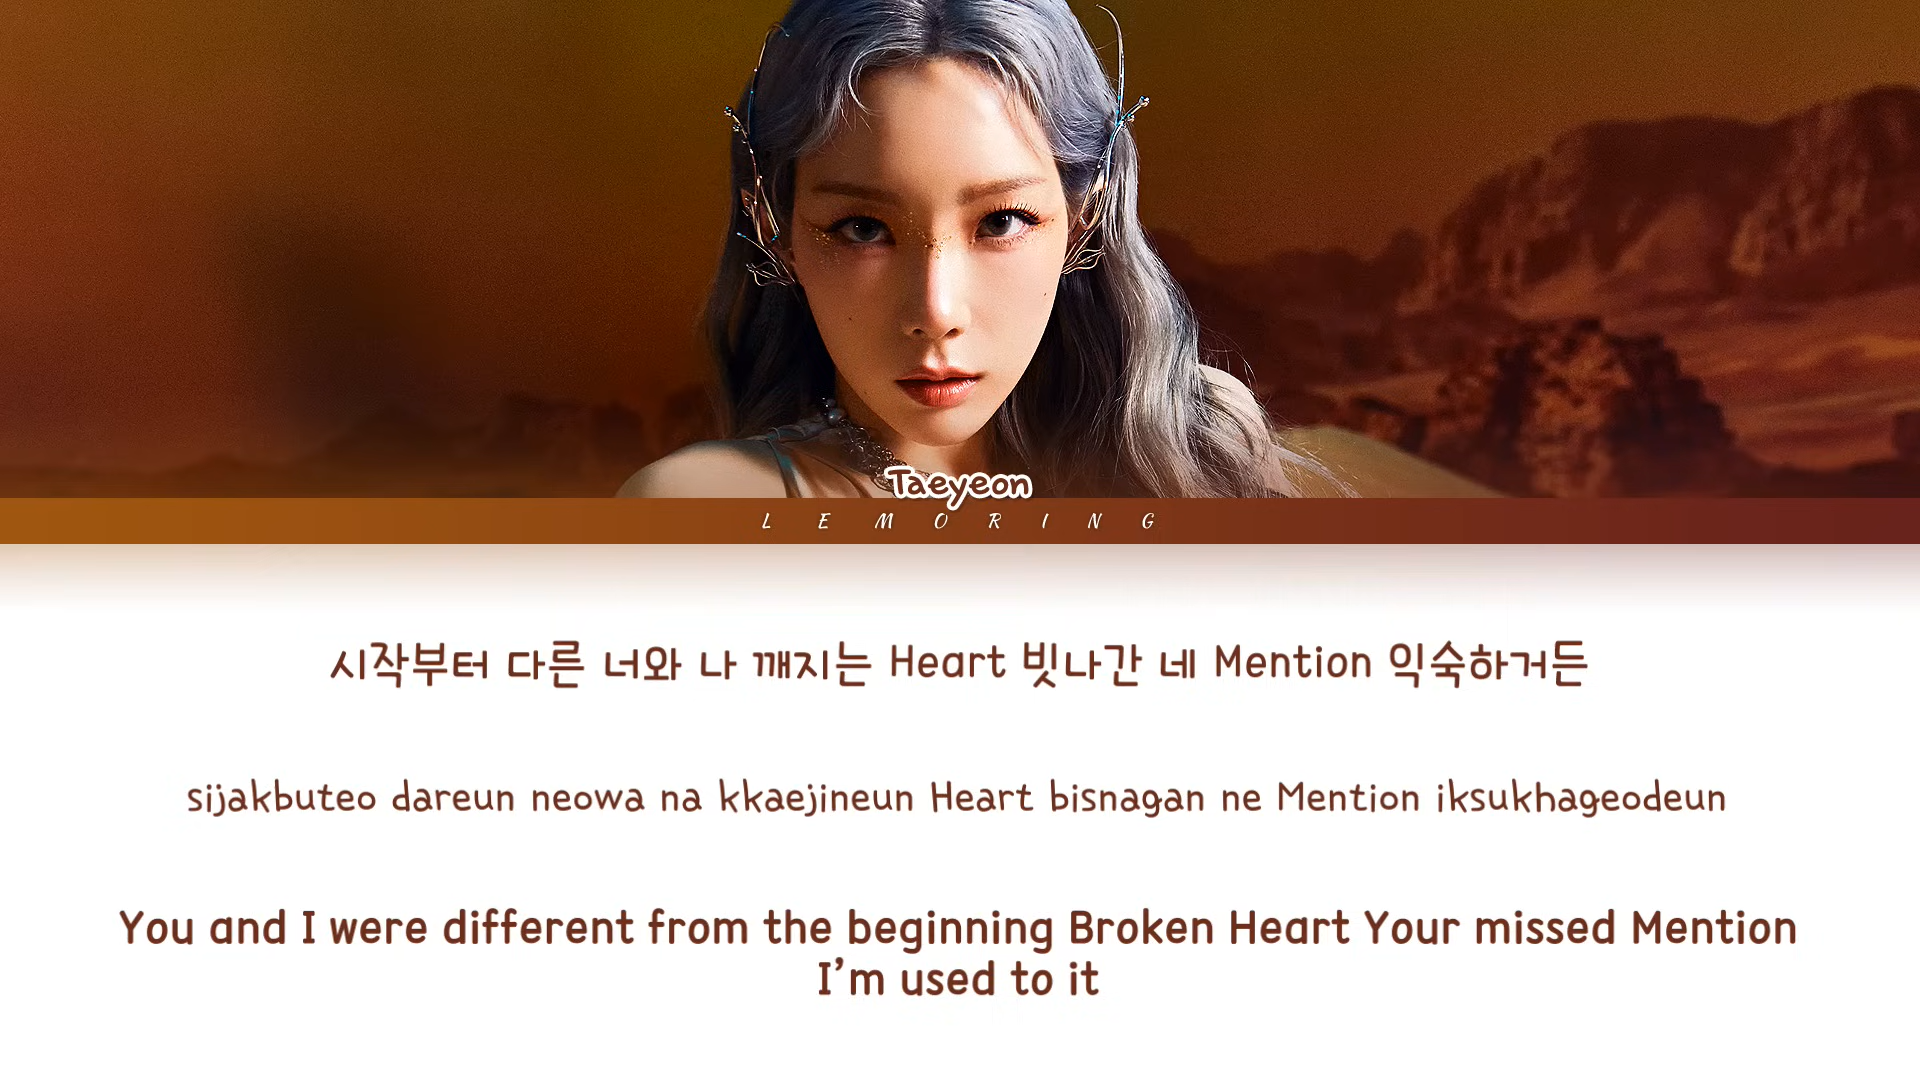 Taeyeon
LEMORING
시작부터 다른 너와 나 깨지는 Heart 빗나간 네 Mention 익숙하거든
sijakbuteo dareun neowa na kkaejineun Heart bisnagan ne Mention iksukhageodeun
You and I were different from the beginning Broken Heart Your missed Mention
I’m used to it